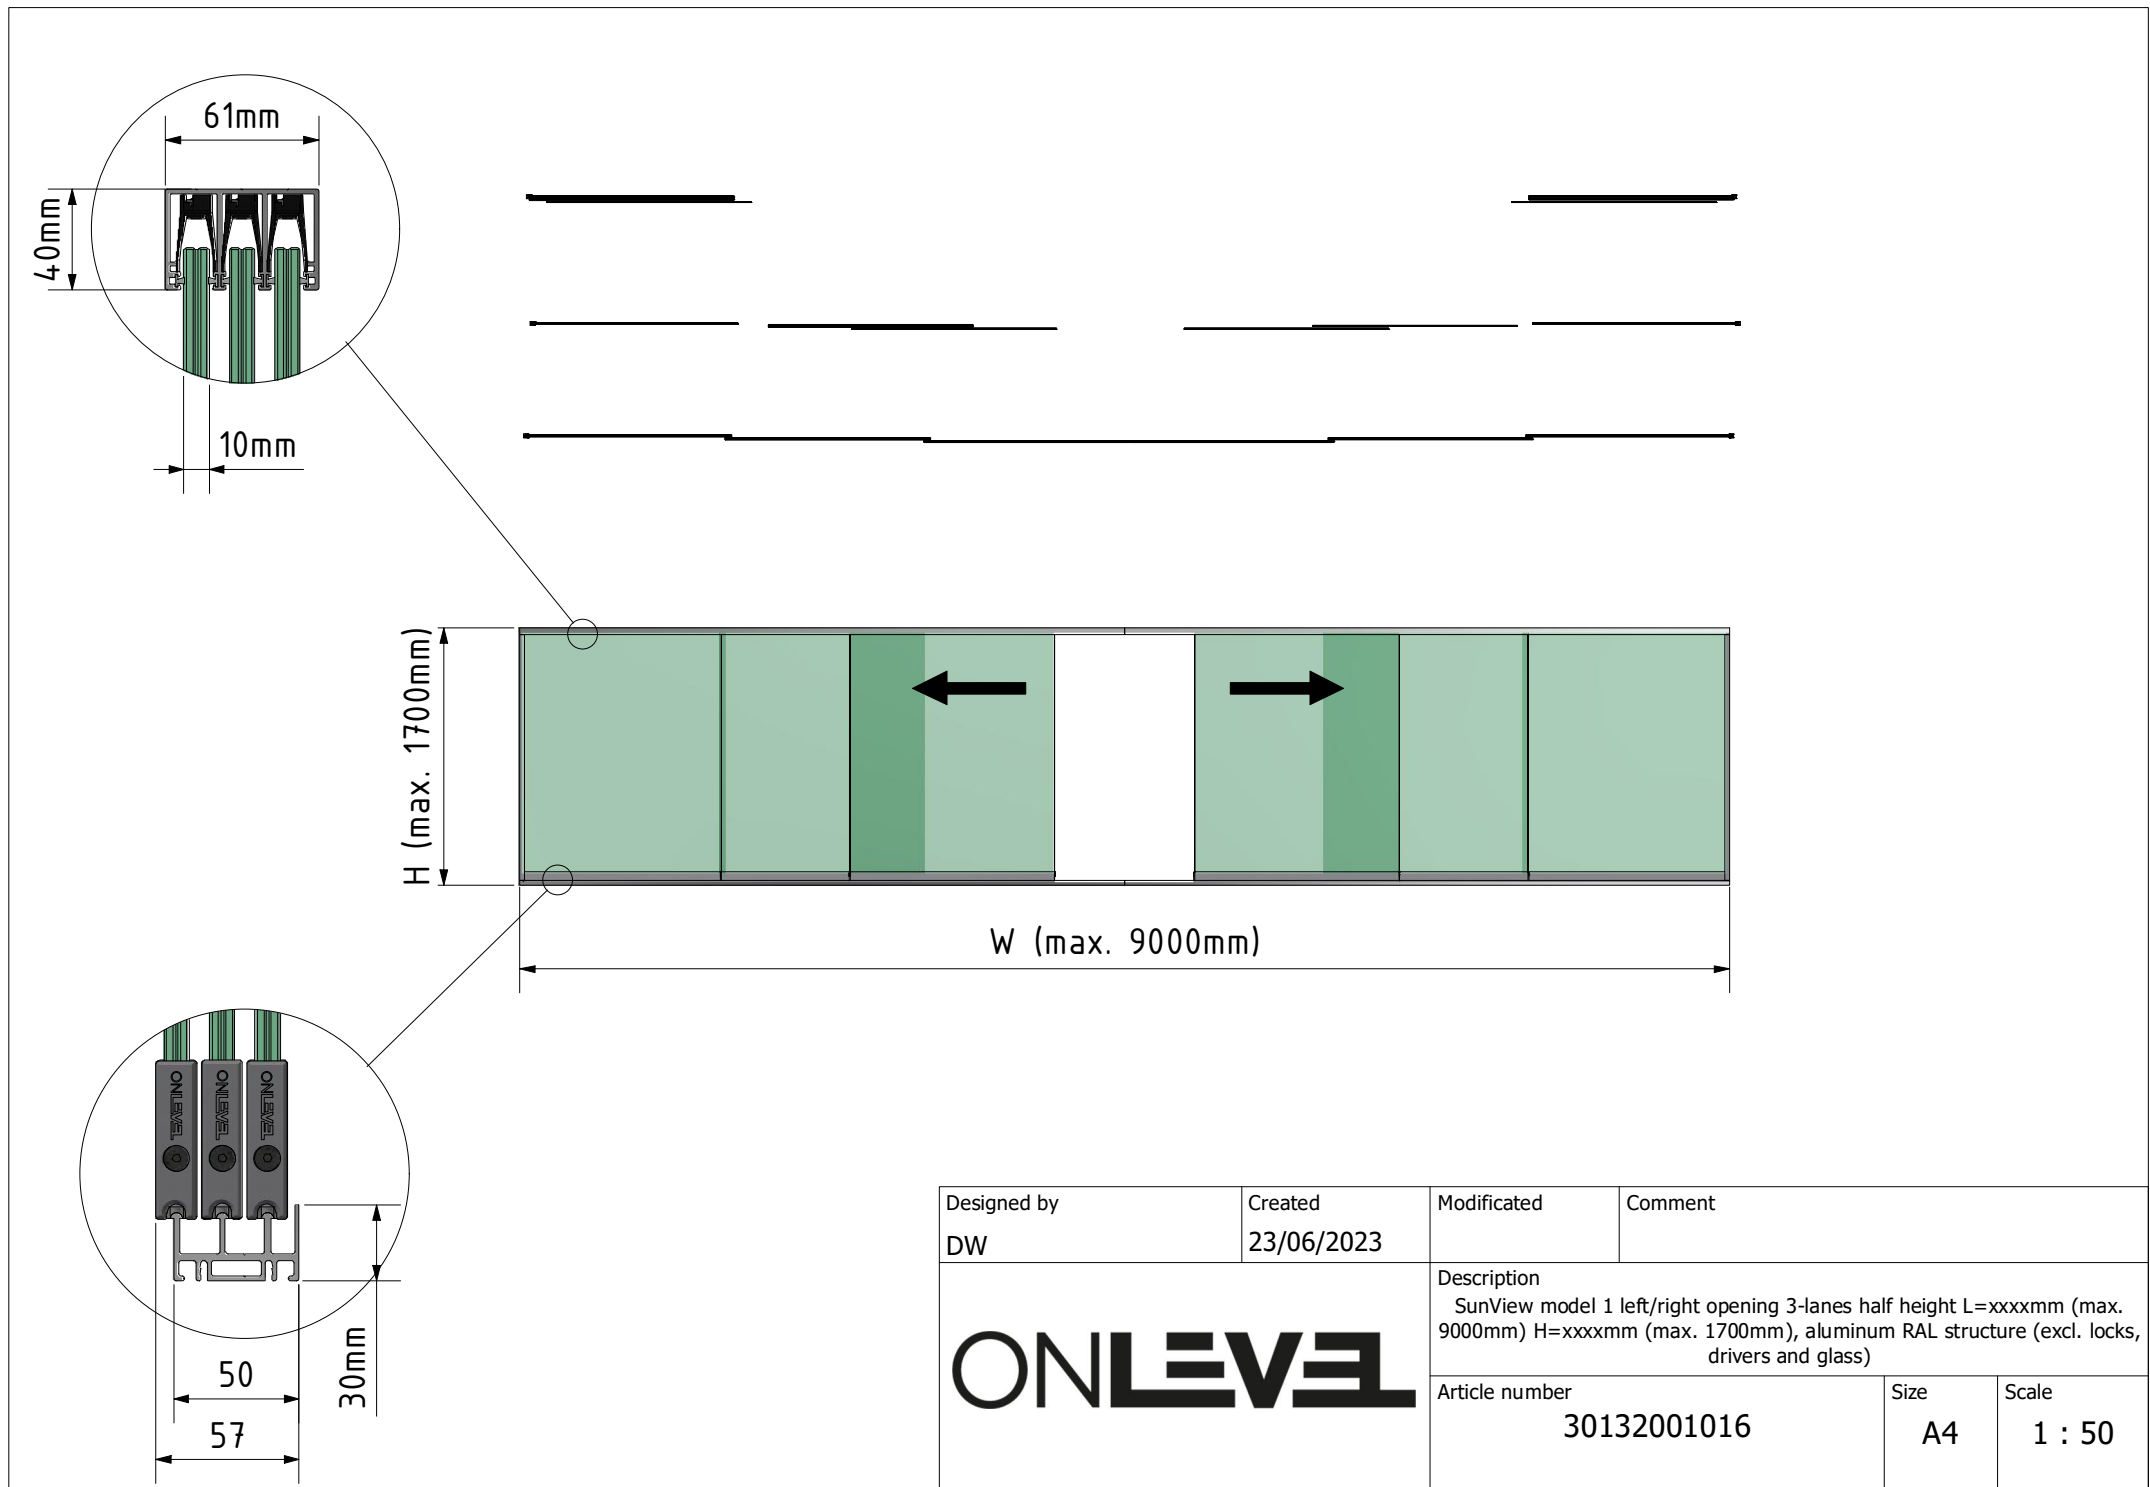 61mm
40mm
10mm
H (max. 1700mm)
W (max. 9000mm)
ONLEVEL
ONLEVEL
ONLEVEL
30mm
50
57
Designed by
DW
Created
23/06/2023
Modificated
Comment
ONLEVEL
Description
SunView model 1 left/right opening 3-lanes half height L=xxxxmm (max.
9000mm) H=xxxxmm (max. 1700mm), aluminum RAL structure (excl. locks,
drivers and glass)
Article number
30132001016
Size
A4
Scale
1 : 50